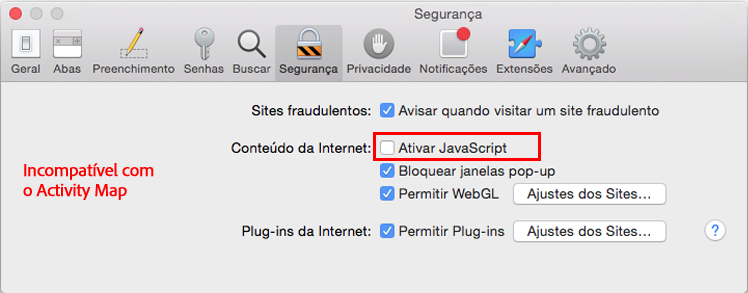 Segurança
Geral Abas Preenchimento Senhas Buscar Segurança Privacidade Notificações Extensões Avançado
Sites fraudulentos: Avisar quando visitar um site fraudulento
Conteúdo da Internet: Ativar JavaScript
Bloquear janelas pop-up
Permitir WebGL Ajustes dos Sites...
Incompatível com
o Activity Map
Plug-ins da Internet: Permitir Plug-ins Ajustes dos Sites... ?